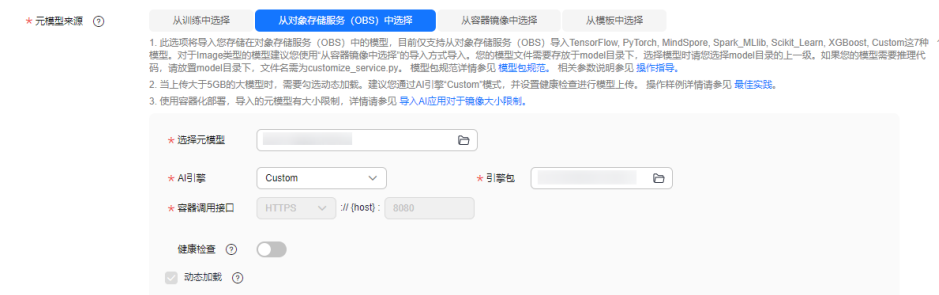 * 元模型来源 ? 从训练中选择 从对象存储服务（OBS）中选择 从容器镜像中选择 从模板中选择
1. 此选项将导入您存储在对象存储服务（OBS）中的模型，目前仅支持从对象存储服务（OBS）导入TensorFlow, PyTorch, MindSpore, Spark_MLlib, Scikit_Learn, XGBoost, Custom这7种
模型。对于Image类型的模型建议您使用“从容器镜像中选择”的导入方式导入。您的模型文件需要存放于model目录下，选择模型时请您选择model目录的上一级。如果您的模型需要推理代
码，请放置model目录下，文件名需为customize_service.py。 模型包规范详情参见 模型包规范。 相关参数说明参见 操作指导。
2. 当上传大于5GB的大模型时，需要勾选动态加载。建议您通过AI引擎“Custom”模式，并设置健康检查进行模型上传。 操作样例详情请参见 最佳实践。
3. 使用容器化部署，导入的元模型有大小限制，详情请参见 导入AI应用对于镜像大小限制。
* 选择元模型
* AI引擎 Custom * 引擎包
* 容器调用接口 HTTPS :// {host} : 8080
健康检查 ?
动态加载 ?